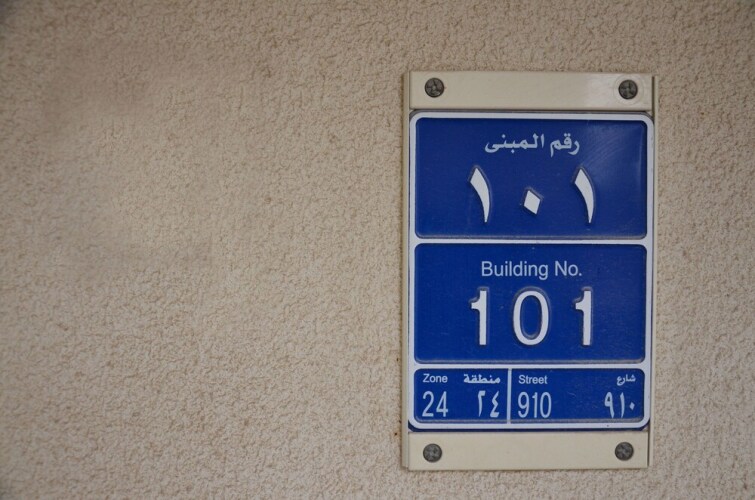 رقم المبنى
١٠١
Building No.
101
Zone منطقة
24 ٢٤
Street شارع
910 ٩١٠